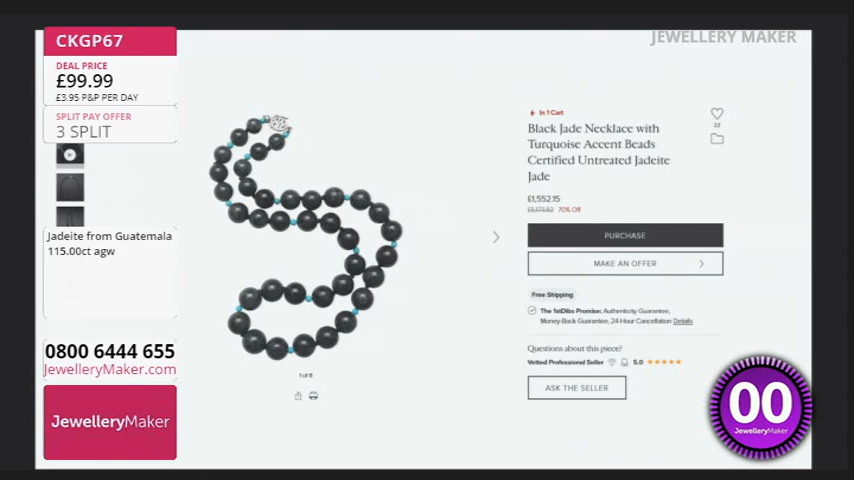 CKGP67
DEAL PRICE
£99.99
£3.95 P&P PER DAY
SPLIT PAY OFFER
3 SPLIT
Jadeite from Guatemala
115.00ct agw
0800 6444 655
JewelleryMaker.com
JewelleryMaker
JEWELLERY MAKER
In 1 Cart
22
Black Jade Necklace with
Turquoise Accent Beads
Certified Untreated Jadeite
Jade
£1,552.15
70% Off
PURCHASE
MAKE AN OFFER
Free Shipping
The 1stDibs Promise: Authenticity Guarantee,
Money-Back Guarantee, 24-Hour Cancellation Details
Questions about this piece?
Vetted Professional Seller 5.0
ASK THE SELLER
1 of 11
00
JewelleryMaker